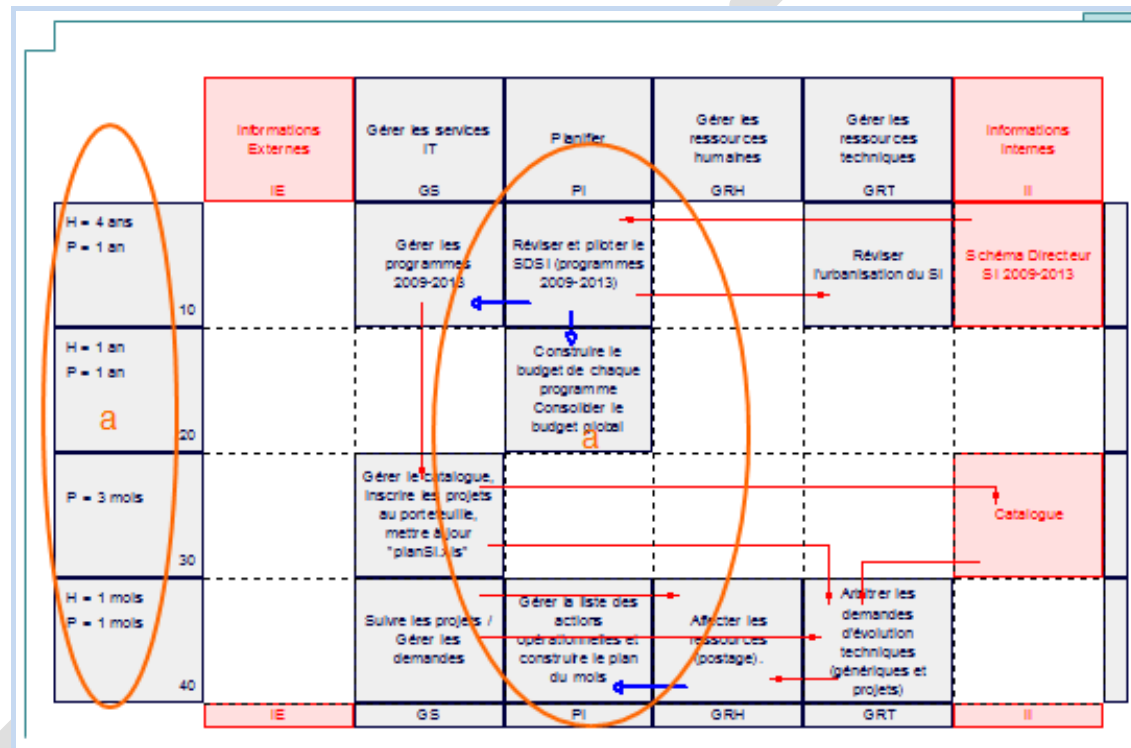 Informations
Externes
IE
Gérer les services
IT
GS
Planifier
PI
Gérer les
ressources
humaines
GRH
Gérer les
ressources
techniques
GRT
Informations
Internes
II
H = 4 ans
P = 1 an
10
Gérer les
programmes
2009-2013
Réviser et piloter le
SDSI (programmes
2009-2013)
Réviser
l'urbanisation du SI
Schéma Directeur
SI 2009-2013
H = 1 an
P = 1 an
a
20
Construire le
budget de chaque
programme
Consolider le
budget global
a
P = 3 mois
30
Gérer le catalogue,
inscrire les projets
au portefeuille,
mettre à jour
"planSI.xls"
Catalogue
H = 1 mois
P = 1 mois
40
Suivre les projets /
Gérer les
demandes
Gérer la liste des
actions
opérationnelles et
construire le plan
du mois
Affecter les
ressources
(postage).
Arbitrer les
demandes
d'évolution
techniques
(génériques et
projets)
IE
GS
PI
GRH
GRT
II